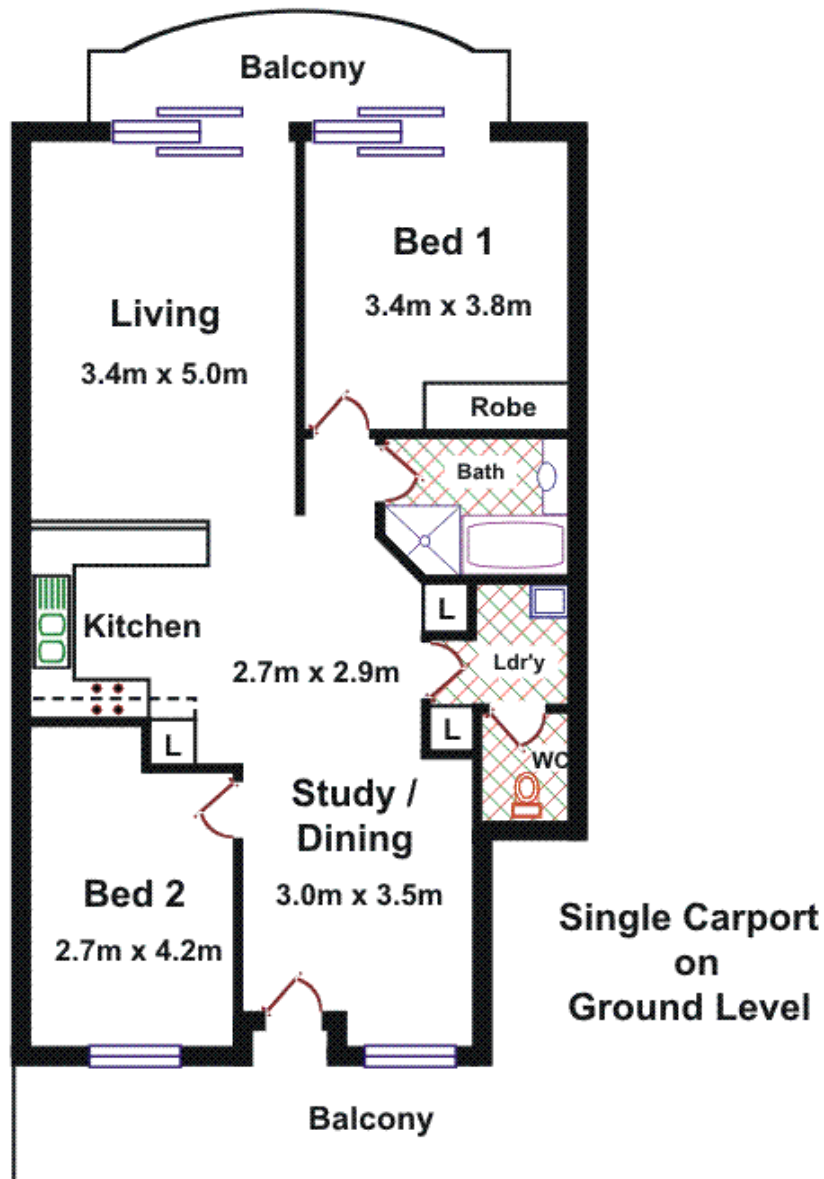 Balcony
Bed 1
3.4m x 3.8m
Living
3.4m x 5.0m
Robe
Bath
L
Kitchen
2.7m x 2.9m
Ldr'y
L
L
WC
Study /
Dining
3.0m x 3.5m
Bed 2
2.7m x 4.2m
Single Carport
on
Ground Level
Balcony